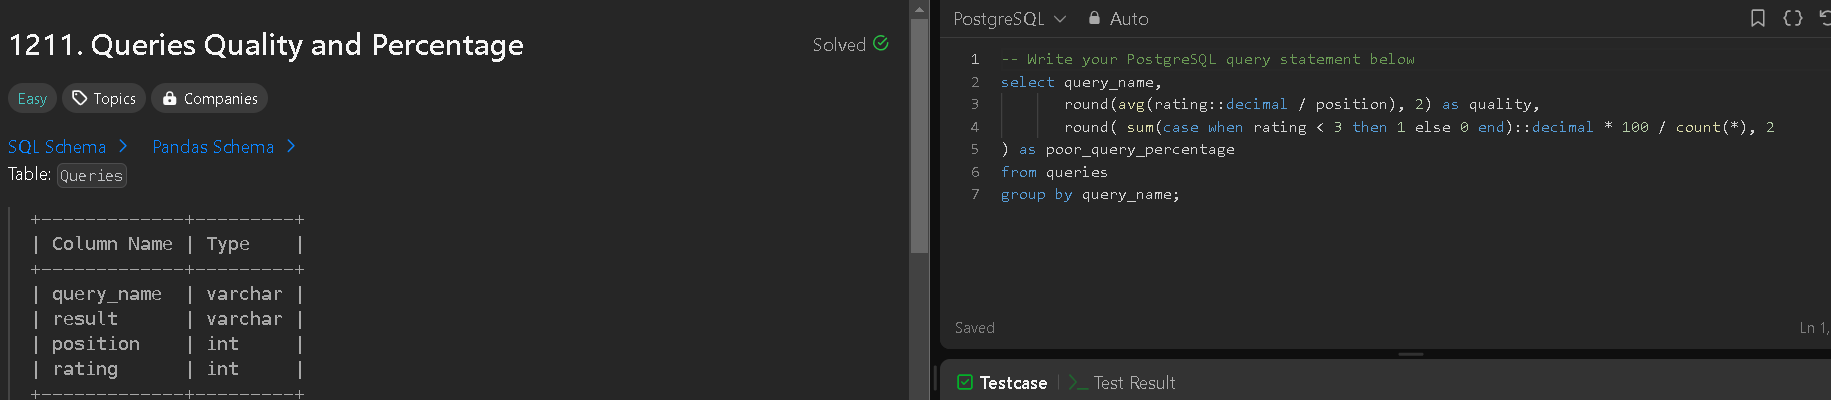 1211. Queries Quality and Percentage
Solved
Easy Topics Companies
SQL Schema > Pandas Schema >
Table: Queries
+-------------+---------+
| Column Name | Type    |
+-------------+---------+
| query_name  | varchar |
| result      | varchar |
| position    | int     |
| rating      | int     |
+-------------+---------+
PostgreSQL Auto
1 -- Write your PostgreSQL query statement below
2 select query_name,
3        round(avg(rating::decimal / position), 2) as quality,
4        round( sum(case when rating < 3 then 1 else 0 end)::decimal * 100 / count(*), 2
5 ) as poor_query_percentage
6 from queries
7 group by query_name;
Saved
Ln 1,
Testcase | >_ Test Result